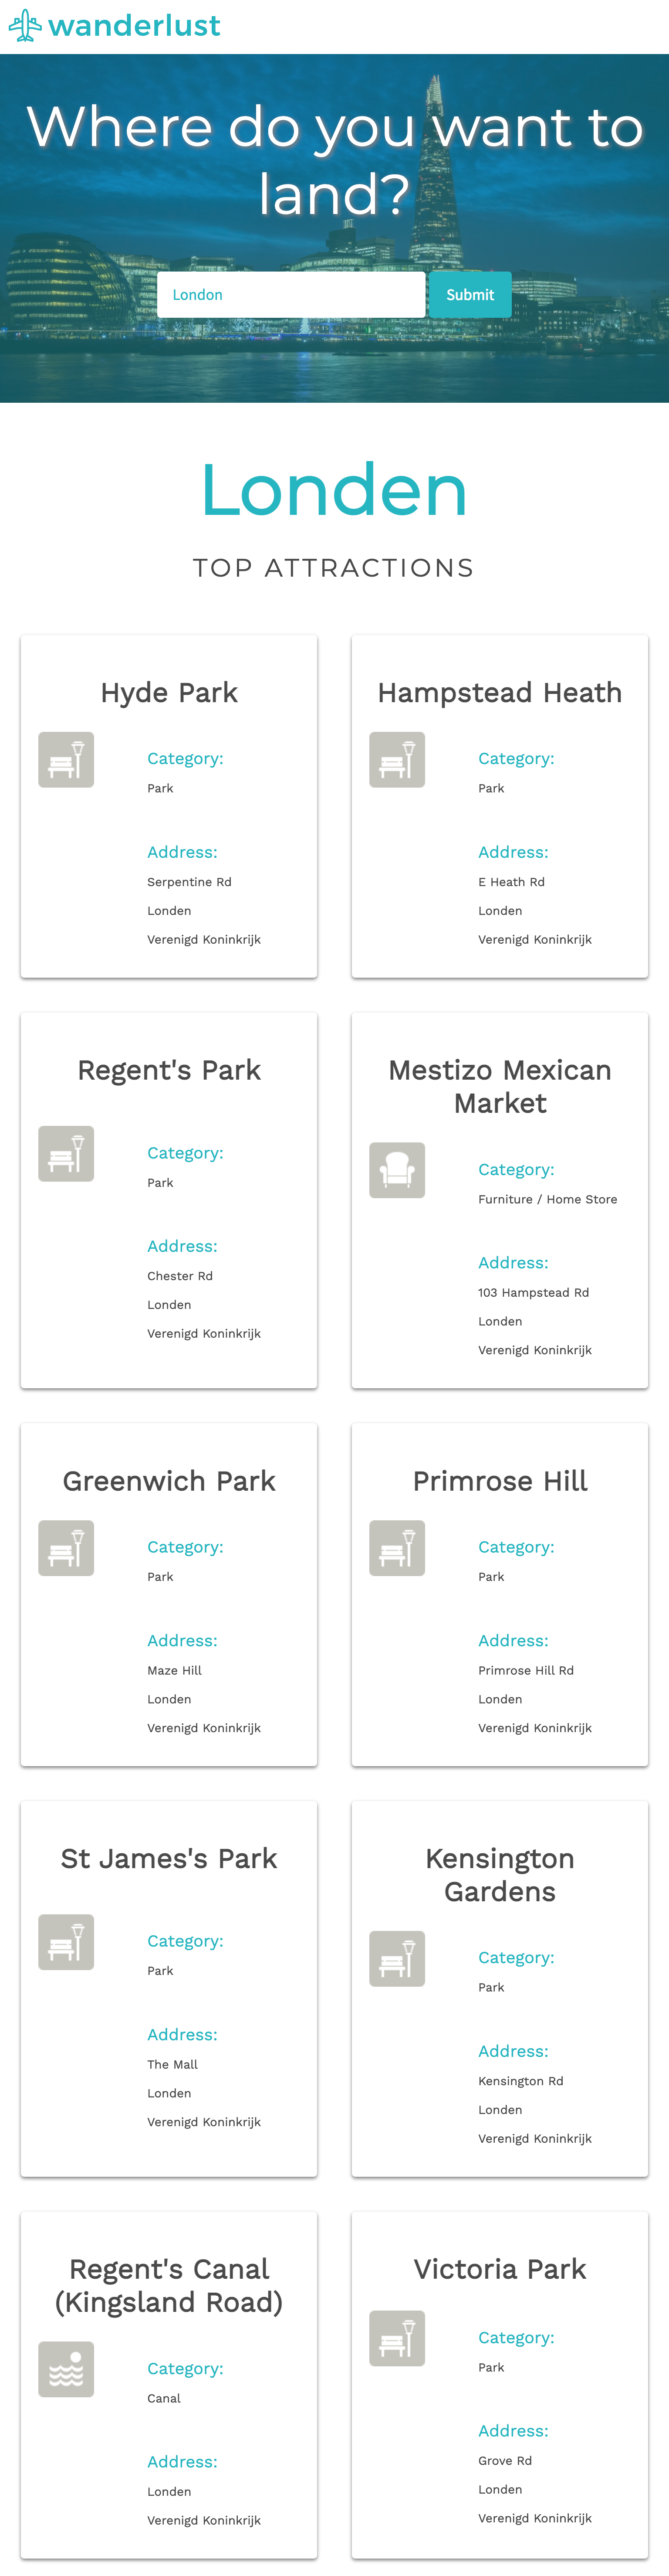 wanderlust
Where do you want to
land?
London
Submit
Londen
TOP ATTRACTIONS
Hyde Park
Category:
Park
Address:
Serpentine Rd
Londen
Verenigd Koninkrijk
Hampstead Heath
Category:
Park
Address:
E Heath Rd
Londen
Verenigd Koninkrijk
Regent's Park
Category:
Park
Address:
Chester Rd
Londen
Verenigd Koninkrijk
Mestizo Mexican
Market
Category:
Furniture / Home Store
Address:
103 Hampstead Rd
Londen
Verenigd Koninkrijk
Greenwich Park
Category:
Park
Address:
Maze Hill
Londen
Verenigd Koninkrijk
Primrose Hill
Category:
Park
Address:
Primrose Hill Rd
Londen
Verenigd Koninkrijk
St James's Park
Category:
Park
Address:
The Mall
Londen
Verenigd Koninkrijk
Kensington
Gardens
Category:
Park
Address:
Kensington Rd
Londen
Verenigd Koninkrijk
Regent's Canal
(Kingsland Road)
Category:
Canal
Address:
Londen
Verenigd Koninkrijk
Victoria Park
Category:
Park
Address:
Grove Rd
Londen
Verenigd Koninkrijk